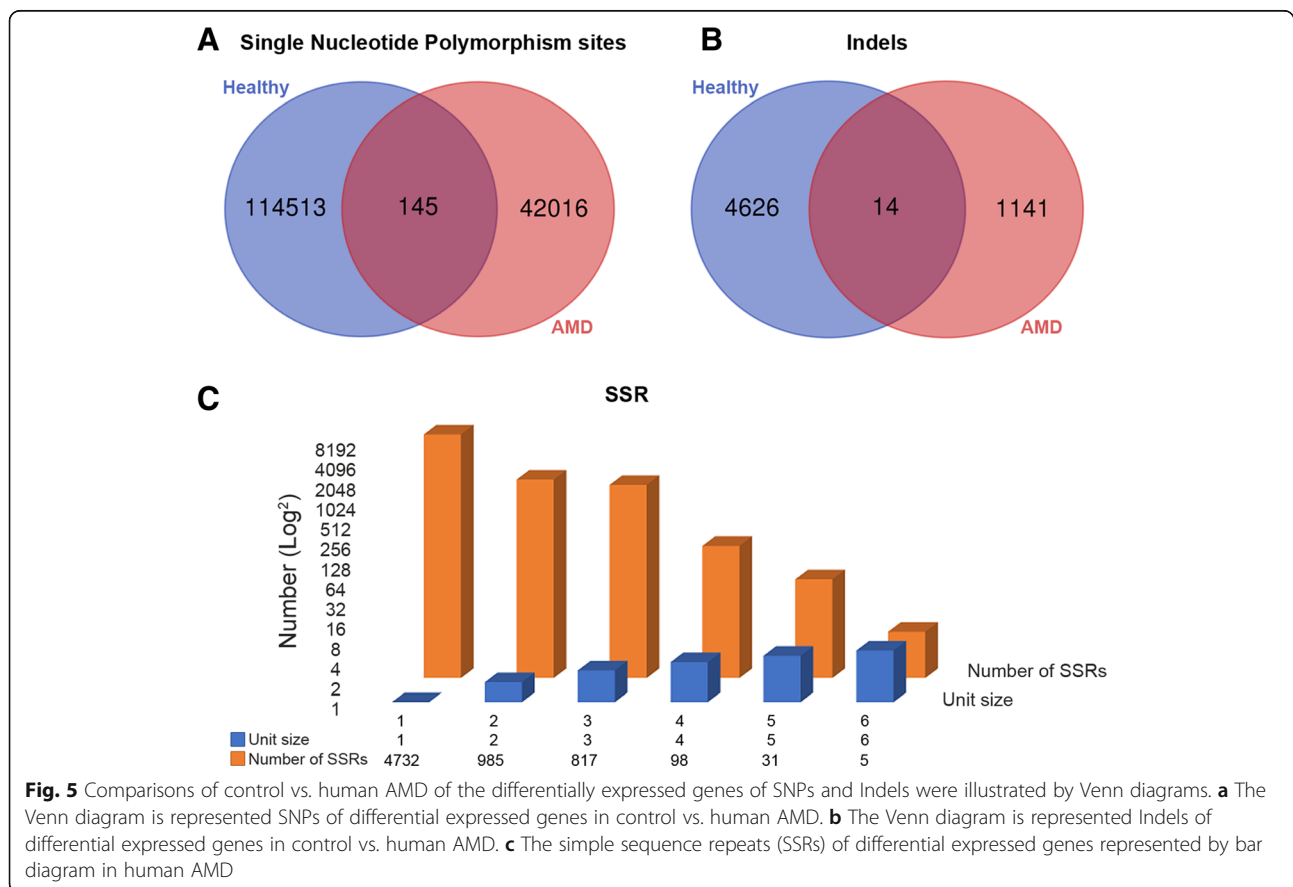 A Single Nucleotide Polymorphism sites
B Indels
Healthy
114513 145 42016
AMD
Healthy
4626 14 1141
AMD
C SSR
Number (Log²)
8192
4096
2048
1024
512
256
128
64
32
16
8
4
2
1
Number of SSRs
Unit size
1 2 3 4 5 6
Unit size 1 2 3 4 5 6
Number of SSRs 4732 985 817 98 31 5
Fig. 5 Comparisons of control vs. human AMD of the differentially expressed genes of SNPs and Indels were illustrated by Venn diagrams. a The
Venn diagram is represented SNPs of differential expressed genes in control vs. human AMD. b The Venn diagram is represented Indels of
differential expressed genes in control vs. human AMD. c The simple sequence repeats (SSRs) of differential expressed genes represented by bar
diagram in human AMD